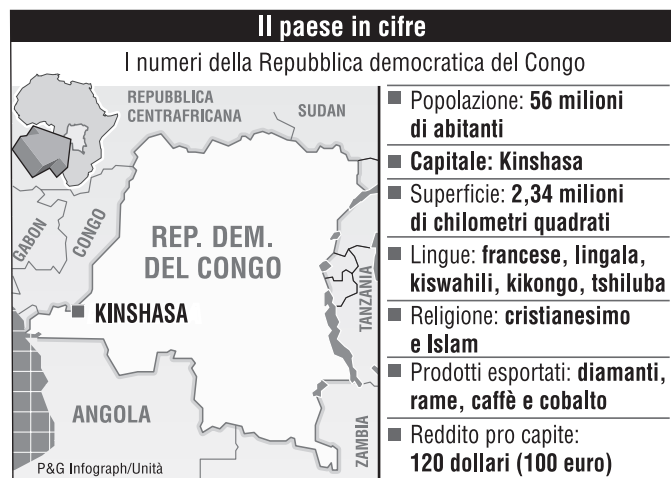 Il paese in cifre
I numeri della Repubblica democratica del Congo
REPUBBLICA
CENTRAFRICANA
SUDAN
GABON
CONGO
REP. DEM.
DEL CONGO
KINSHASA
TANZANIA
ANGOLA
ZAMBIA
P&G Infograph/Unità
Popolazione: 56 milioni
di abitanti
Capitale: Kinshasa
Superficie: 2,34 milioni
di chilometri quadrati
Lingue: francese, lingala,
kiswahili, kikongo, tshiluba
Religione: cristianesimo
e Islam
Prodotti esportati: diamanti,
rame, caffè e cobalto
Reddito pro capite:
120 dollari (100 euro)